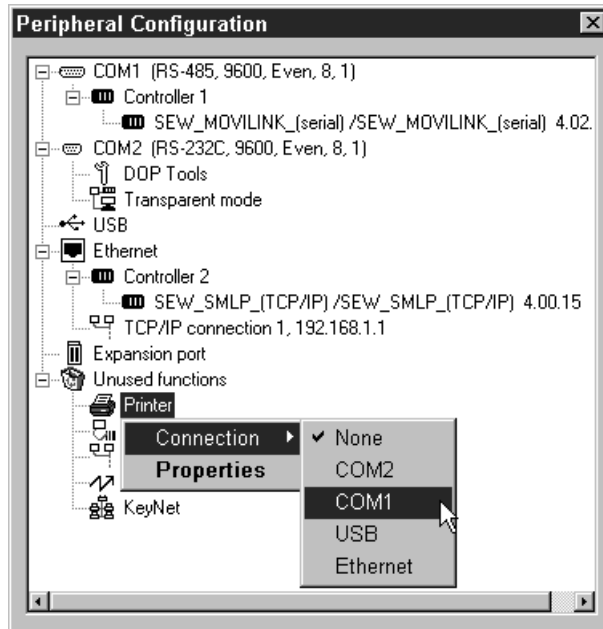 Peripheral Configuration
COM1 (RS-485, 9600, Even, 8, 1)
Controller 1
SEW_MOVILINK_(serial) /SEW_MOVILINK_(serial) 4.02.
COM2 (RS-232C, 9600, Even, 8, 1)
DOP Tools
Transparent mode
USB
Ethernet
Controller 2
SEW_SMLP_(TCP/IP) /SEW_SMLP_(TCP/IP) 4.00.15
TCP/IP connection 1, 192.168.1.1
Expansion port
Unused functions
Printer
Connection
None
Properties
COM2
COM1
KeyNet
USB
Ethernet